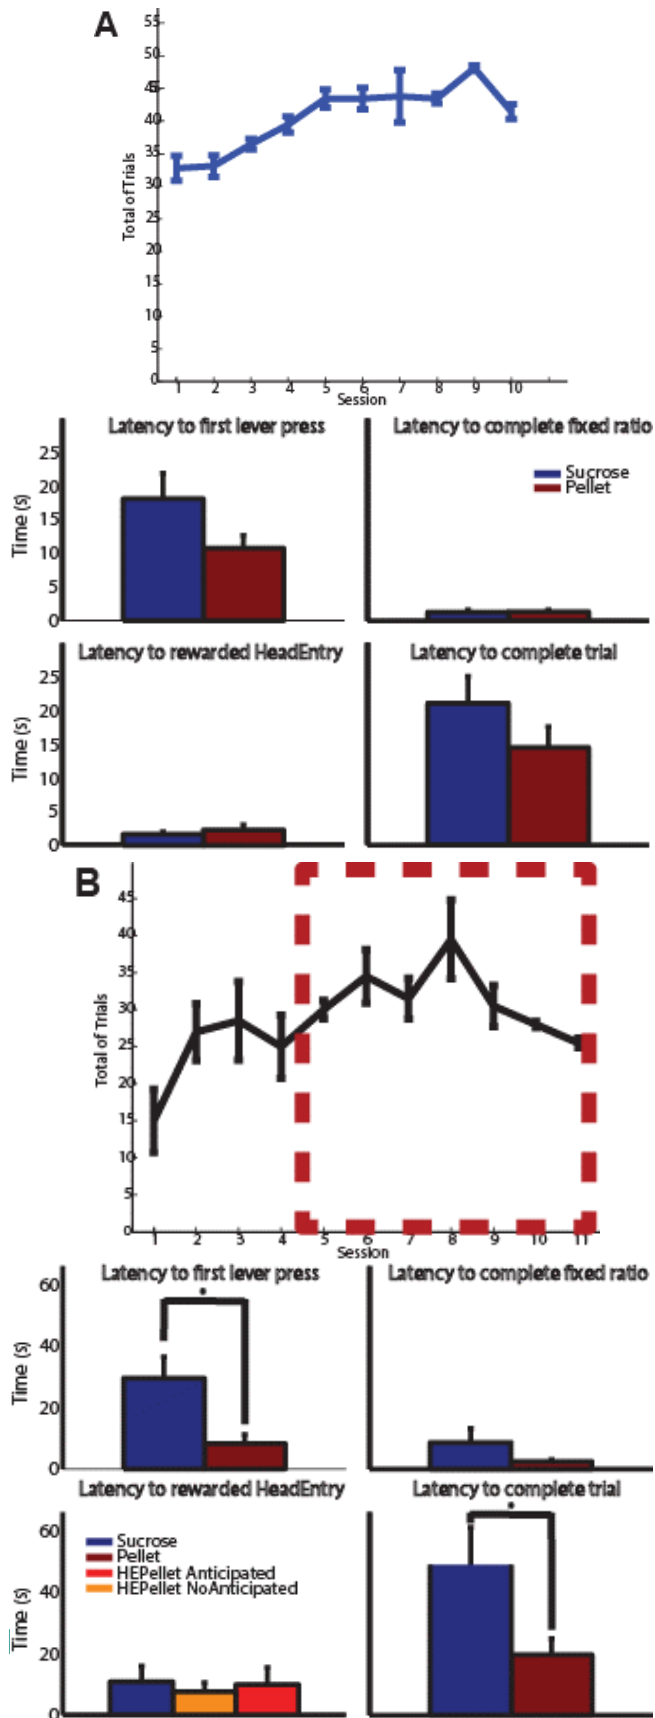 A
55
50
45
40
35
30
25
20
15
10
5
0
Total of Trials
1 2 3 4 5 6 7 8 9 10
Session
Latency to first lever press
Latency to complete fixed ratio
25
20
15
10
5
0
Time (s)
Sucrose
Pellet
Latency to rewarded HeadEntry
Latency to complete trial
25
20
15
10
5
0
Time (s)
B
45
40
35
30
25
20
15
10
5
0
Total of Trials
1 2 3 4 5 6 7 8 9 10 11
Session
Latency to first lever press
Latency to complete fixed ratio
60
40
20
0
Time (s)
*
Latency to rewarded HeadEntry
Latency to complete trial
60
40
20
0
Time (s)
Sucrose
Pellet
HEPellet Anticipated
HEPellet NoAnticipated
*